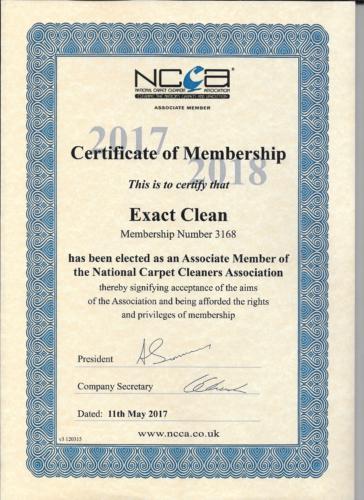 NCCA
NATIONAL CARPET CLEANERS ASSOCIATION
ASSOCIATE MEMBER
2017
2018
Certificate of Membership
This is to certify that
Exact Clean
Membership Number 3168
has been elected as an Associate Member of
the National Carpet Cleaners Association
thereby signifying acceptance of the aims
of the Association and being afforded the rights
and privileges of membership
President
Company Secretary
Dated: 11th May 2017
www.ncca.co.uk
v3 120315